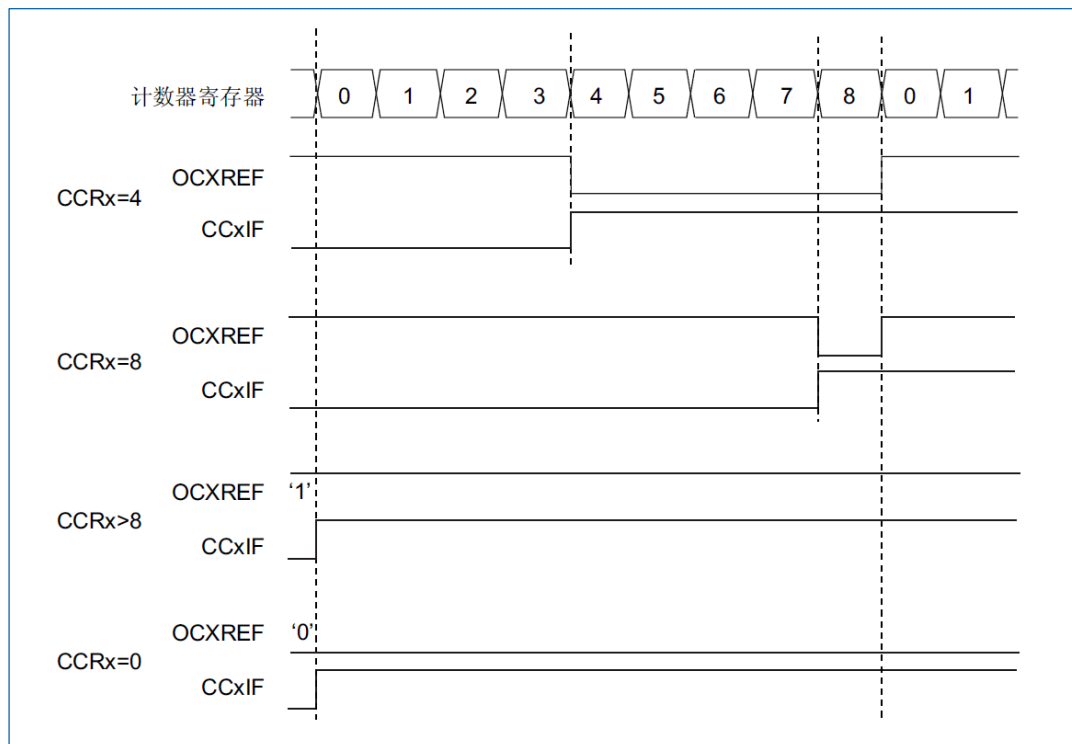 计数器寄存器 0 1 2 3 4 5 6 7 8 0 1
OCXREF
CCRx=4
CCxIF
OCXREF
CCRx=8
CCxIF
OCXREF ‘1’
CCRx>8
CCxIF
OCXREF ‘0’
CCRx=0
CCxIF